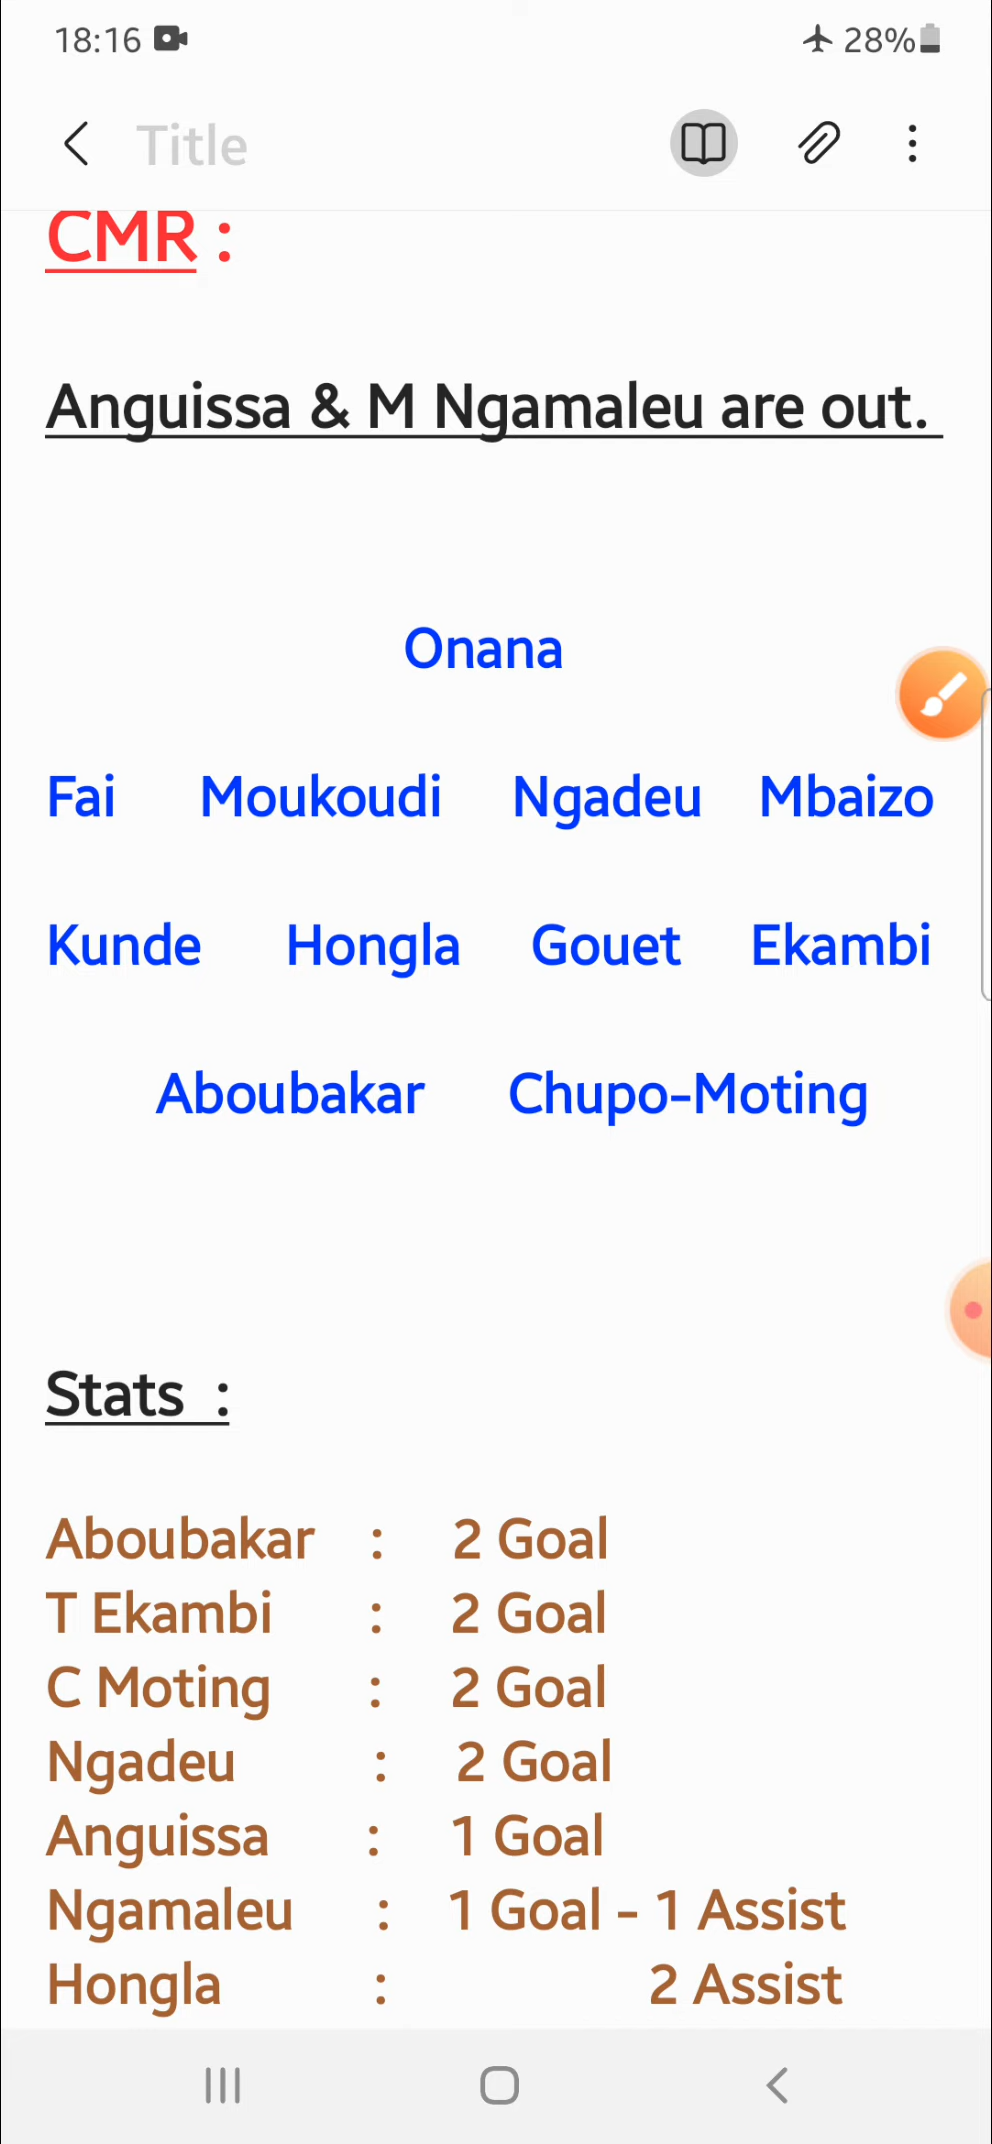 18:16 28%
Title
CMR :
Anguissa & M Ngamaleu are out.
Onana
Fai Moukoudi Ngadeu Mbaizo
Kunde Hongla Gouet Ekambi
Aboubakar Chupo-Moting
Stats :
Aboubakar : 2 Goal
T Ekambi : 2 Goal
C Moting : 2 Goal
Ngadeu : 2 Goal
Anguissa : 1 Goal
Ngamaleu : 1 Goal - 1 Assist
Hongla : 2 Assist